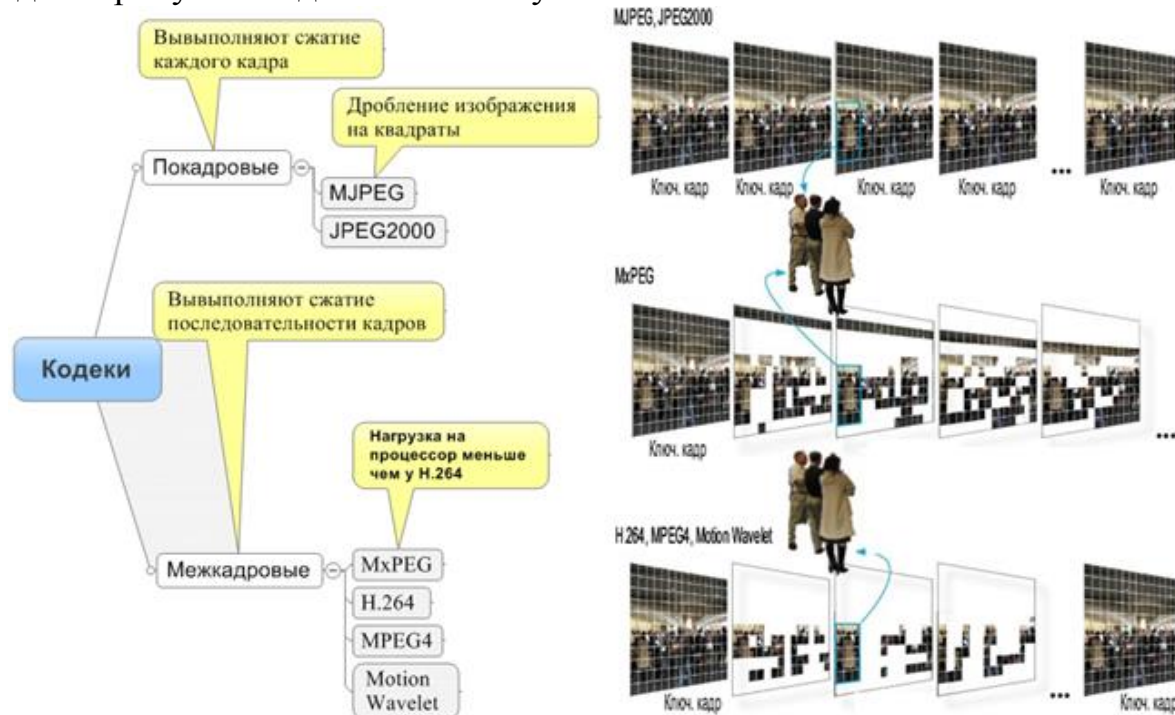 MJPEG, JPEG2000
Вывыполняют сжатие
каждого кадра
Дробление изображения
на квадраты
Покадровые
MJPEG
JPEG2000
Ключ. кадр
Ключ. кадр
Ключ. кадр
Ключ. кадр
...
Ключ. кадр
MxPEG
Вывыполняют сжатие
последовательности кадров
Кодеки
Ключ. кадр
...
Нагрузка на
процессор меньше
чем у H.264
H.264, MPEG4, Motion Wavelet
Межкадровые
MxPEG
H.264
MPEG4
Motion
Wavelet
Ключ. кадр
...
Ключ. кадр